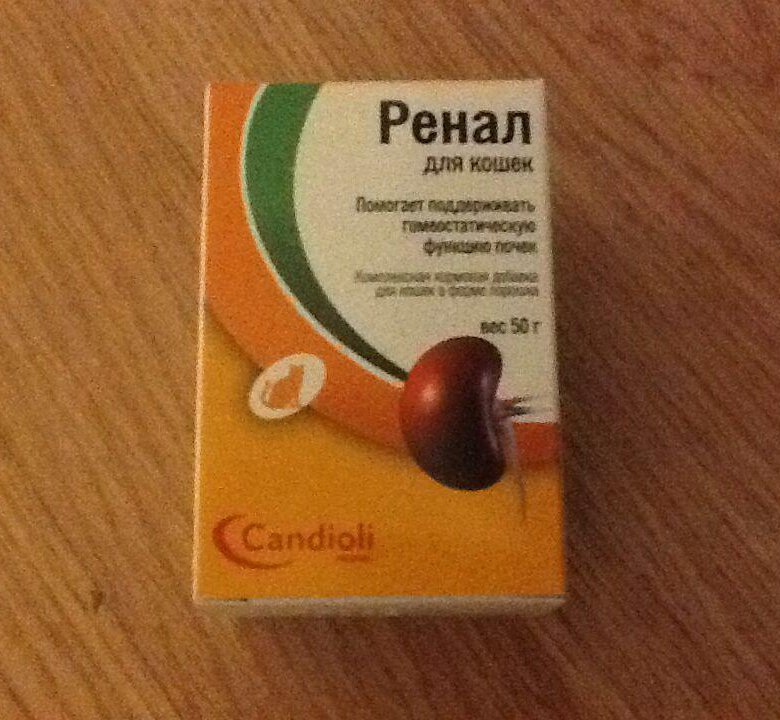 Ренал
для кошек
Помогает поддерживать
гомеостатическую
функцию почек
Комплексная кормовая добавка
для кошек в форме порошка
вес 50 г
Candioli